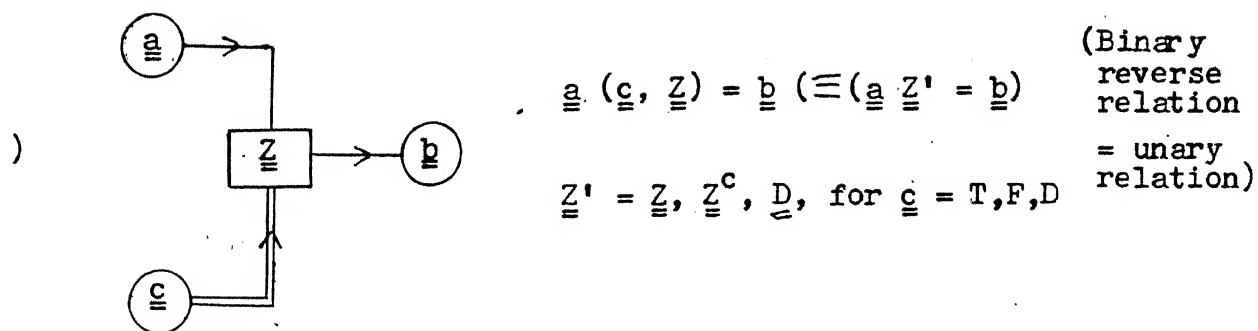 a
a (c, Z) = b (≡(a Z' = b)
(Binary
reverse
relation
= unary
relation)
)
Z
b
Z' = Z, Z^c, D, for c = T,F,D
c